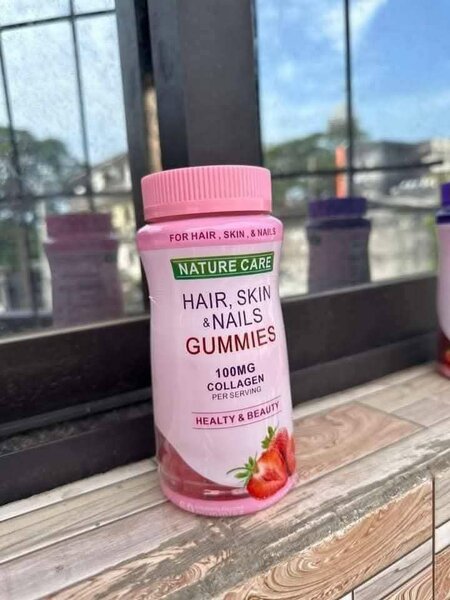 FOR HAIR , SKIN , & NAILS
NATURE CARE
HAIR, SKIN
& NAILS
GUMMIES
100MG
COLLAGEN
PER SERVING
HEALTY & BEAUTY